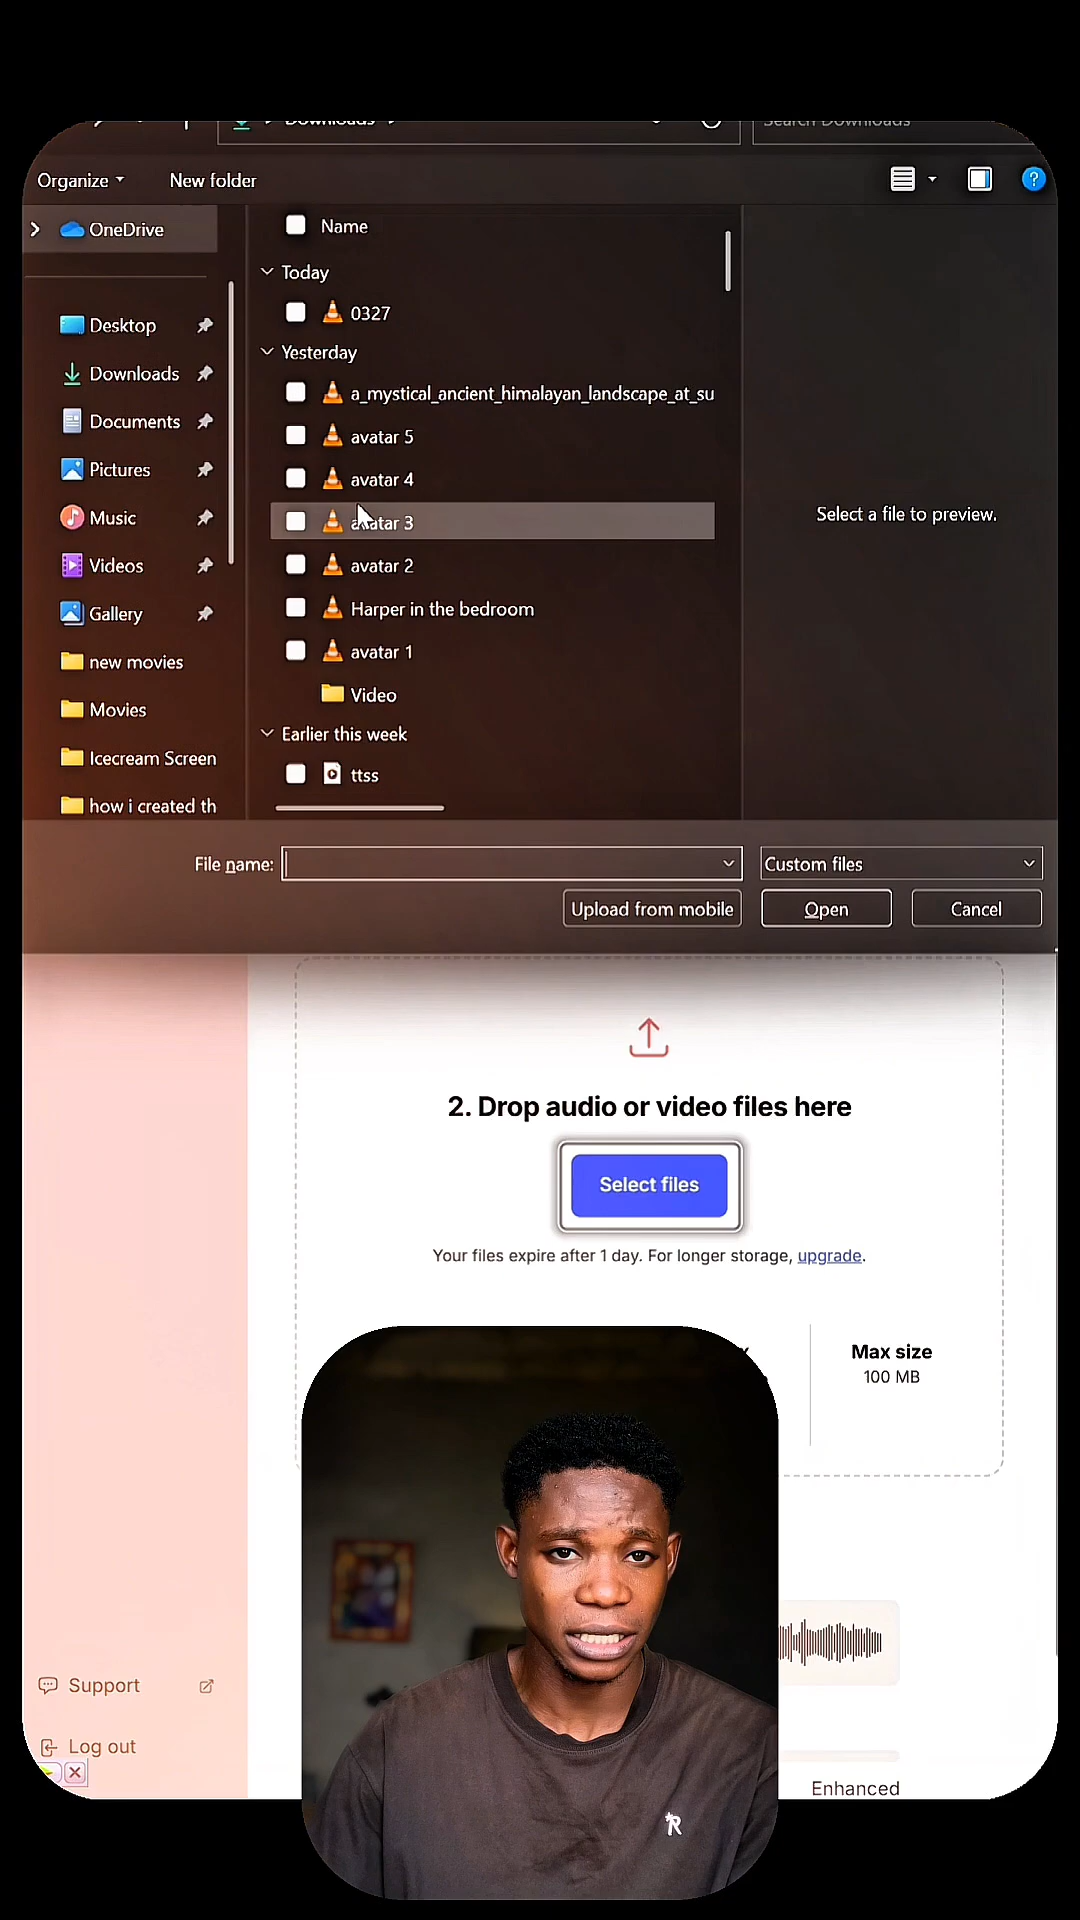 Downloads
Search Downloads
Organize
New folder
OneDrive
Name
Today
Desktop
0327
Yesterday
Downloads
a_mystical_ancient_himalayan_landscape_at_su
Documents
avatar 5
Pictures
avatar 4
Select a file to preview.
Music
avatar 3
Videos
avatar 2
Gallery
Harper in the bedroom
new movies
avatar 1
Movies
Video
Earlier this week
Icecream Screen
ttss
how i created th
File name:
Custom files
Upload from mobile
Open
Cancel
2. Drop audio or video files here
Select files
Your files expire after 1 day. For longer storage, upgrade.
Max size
100 MB
Support
Log out
Enhanced
R